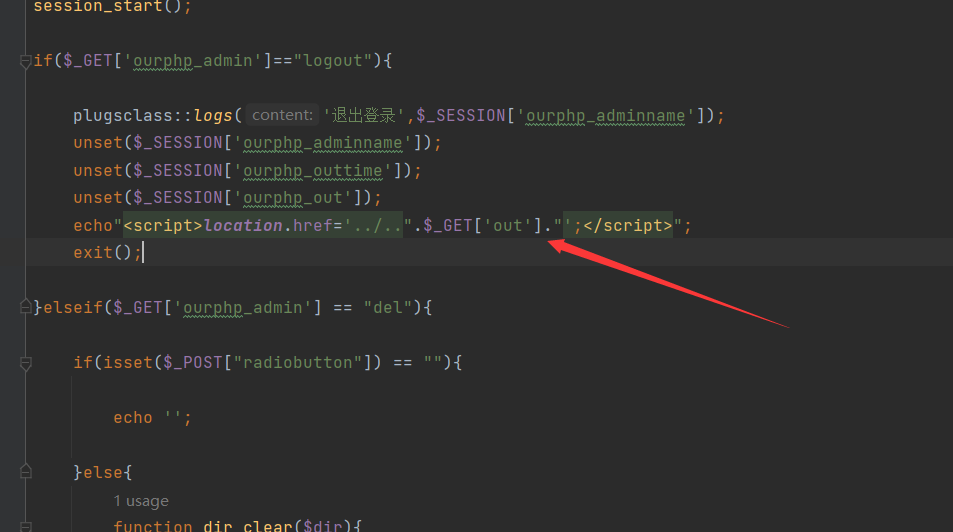 session_start();
if($_GET['ourphp_admin']=="logout"){
plugsclass::logs( content: '退出登录',$_SESSION['ourphp_adminname']);
unset($_SESSION['ourphp_adminname']);
unset($_SESSION['ourphp_outtime']);
unset($_SESSION['ourphp_out']);
echo"<script>location.href='../..".$_GET['out']."';</script>";
exit();
}elseif($_GET['ourphp_admin'] == "del"){
if(isset($_POST["radiobutton"]) == ""){
echo '';
}else{
1 usage
function dir_clear($dir){